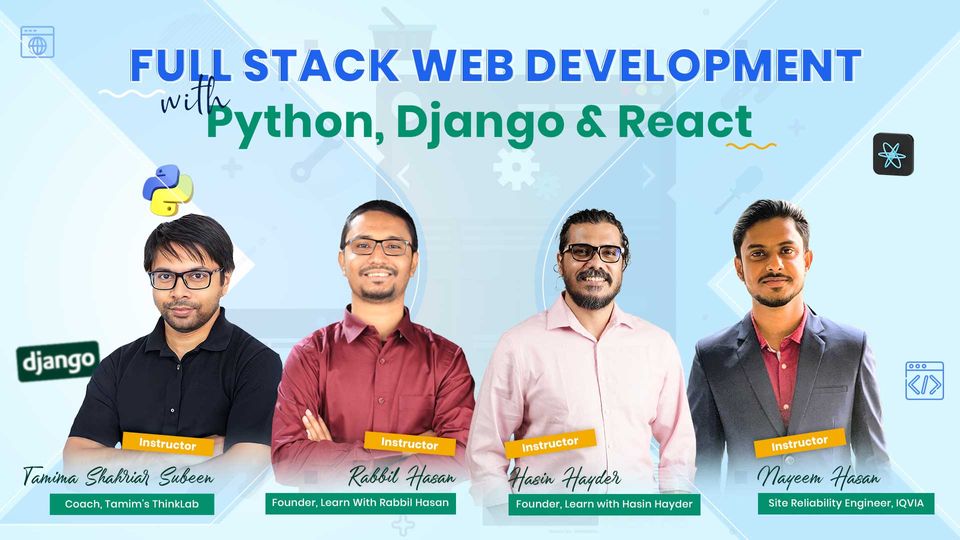 FULL STACK WEB DEVELOPMENT
with
Python, Django & React
django
Instructor
Tamima Shahriar Subeen
Coach, Tamim's ThinkLab
Instructor
Rabbil Hasan
Founder, Learn With Rabbil Hasan
Instructor
Hasin Hayder
Founder, Learn with Hasin Hayder
Instructor
Nayeem Hasan
Site Reliability Engineer, IQVIA